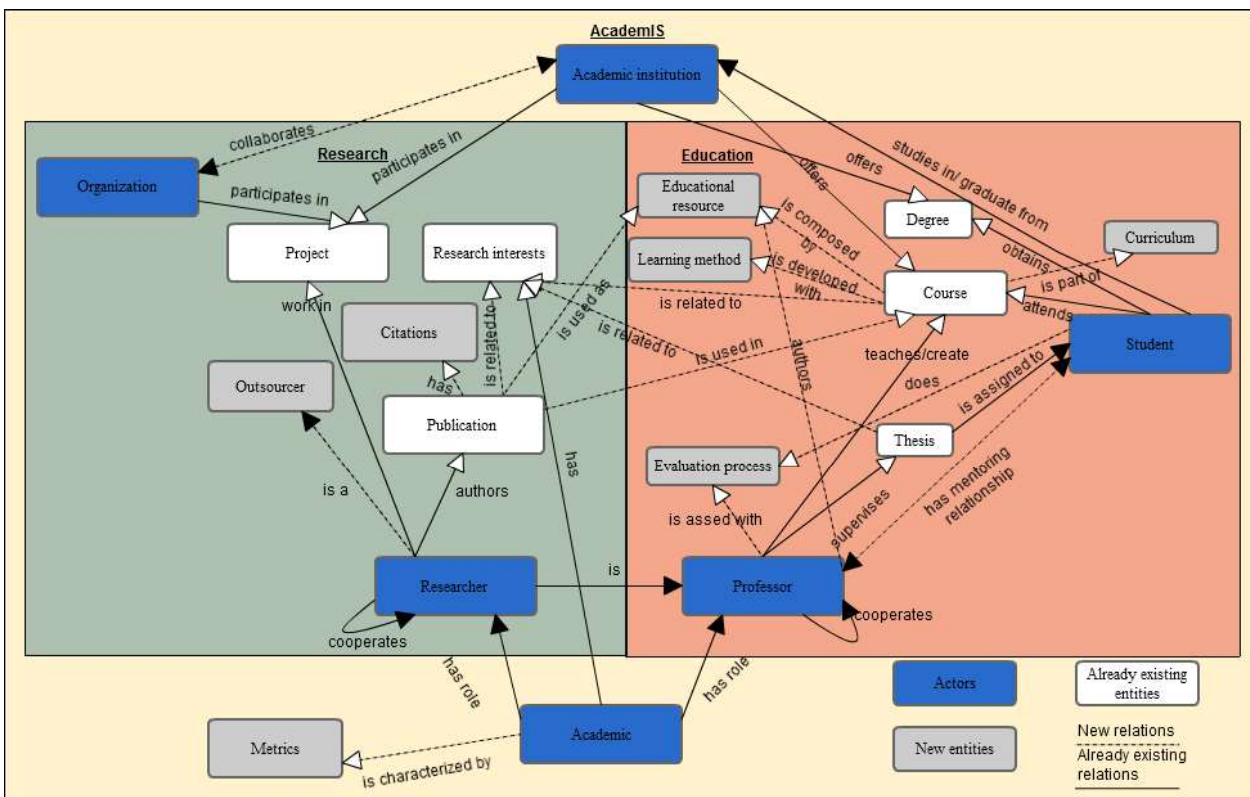 AcademIS
Academic institution
collaborates
participates in
Research
Education
offers
offers
studies in/ graduate from
Organization
participates in
Educational
resource
is composed
by
Degree
Project
Research interests
Learning method
is developed
with
obtains
Curriculum
is part of
Course
attends
work in
is related to
is used as
is related to
is related to
Citations
is used in
teaches/create
Student
Outsourcer
has
authors
does
is assigned to
Publication
Thesis
has
Evaluation process
has mentoring
relationship
is a
authors
is assed with
supervises
Researcher
is
Professor
cooperates
cooperates
has role
has role
Actors
Already existing
entities
Metrics
is characterized by
Academic
New entities
New relations
Already existing
relations